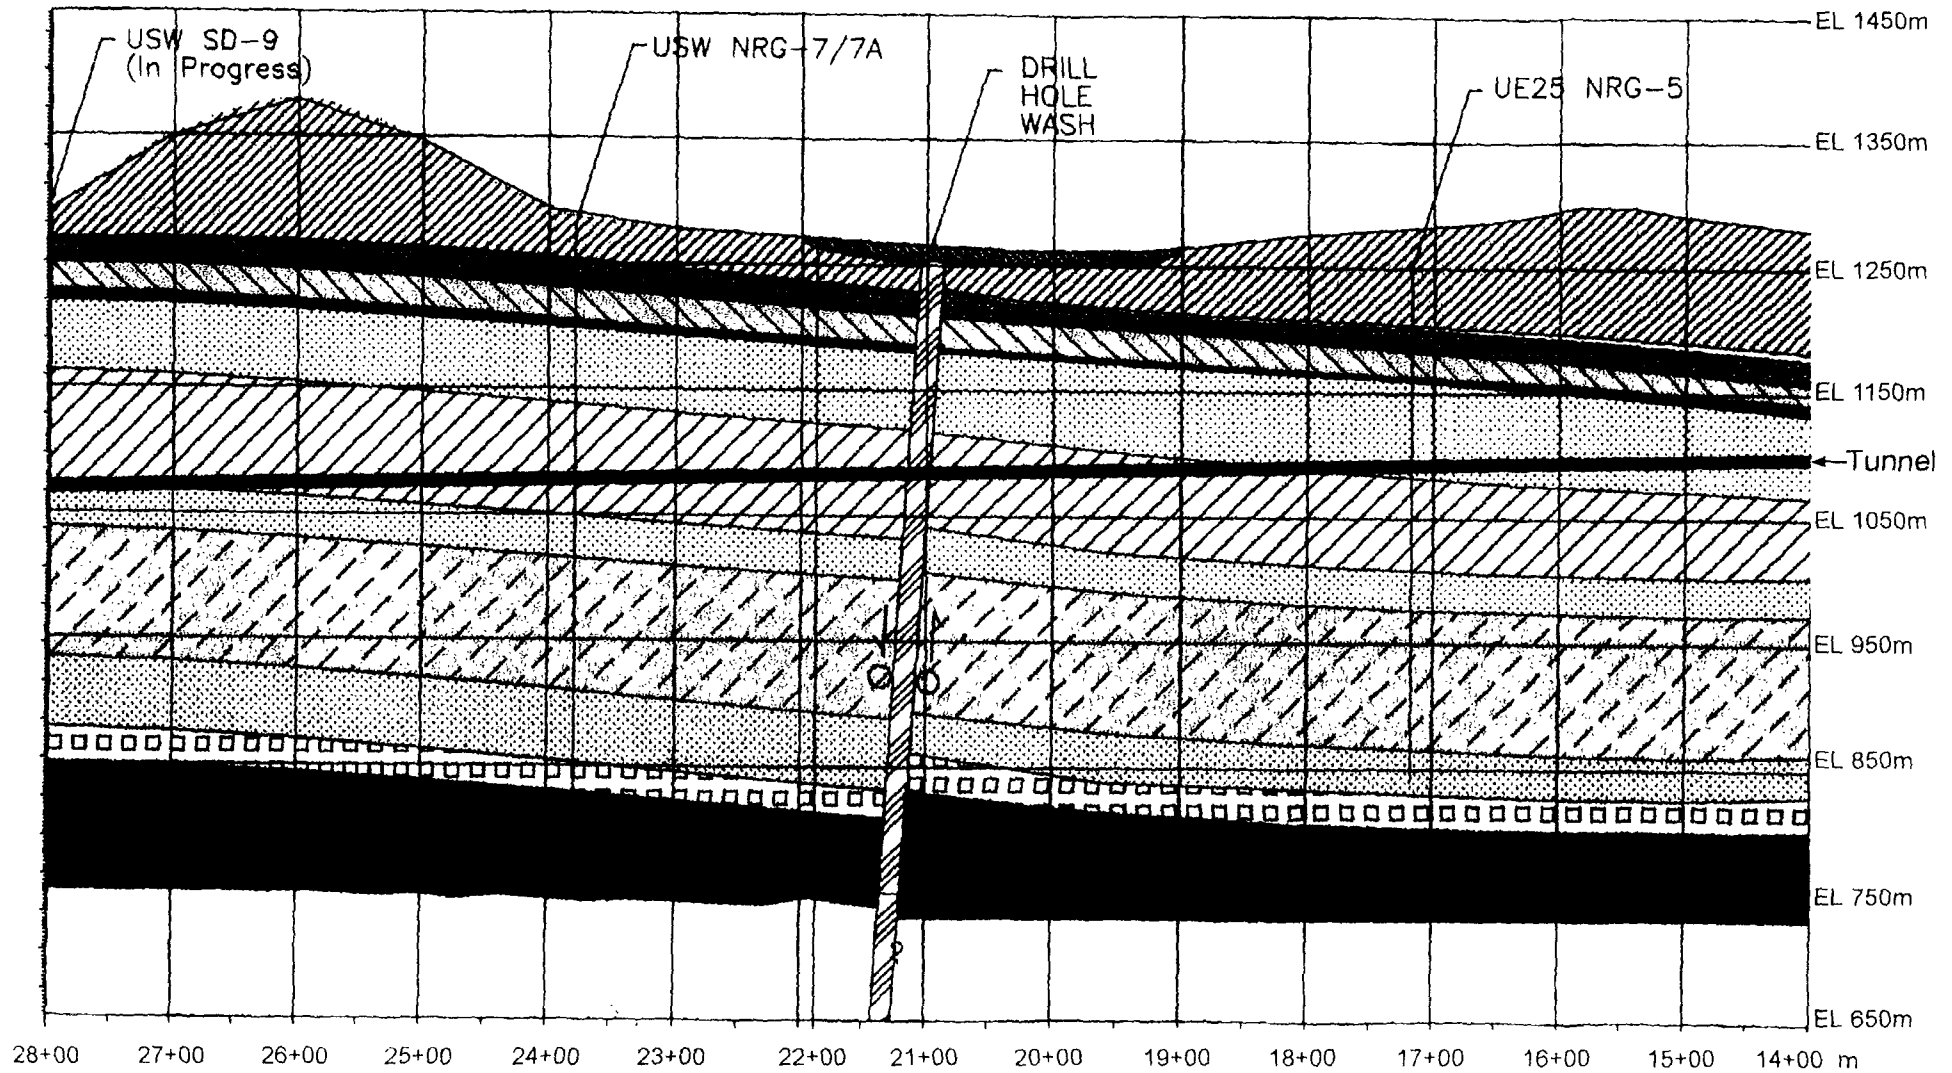 USW SD-9
(In Progress)
USW NRG-7/7A
DRILL
HOLE
WASH
UE25 NRG-5
EL 1450m
EL 1350m
EL 1250m
EL 1150m
Tunnel
EL 1050m
EL 950m
EL 850m
EL 750m
EL 650m
?
28+00 27+00 26+00 25+00 24+00 23+00 22+00 21+00 20+00 19+00 18+00 17+00 16+00 15+00 14+00 m